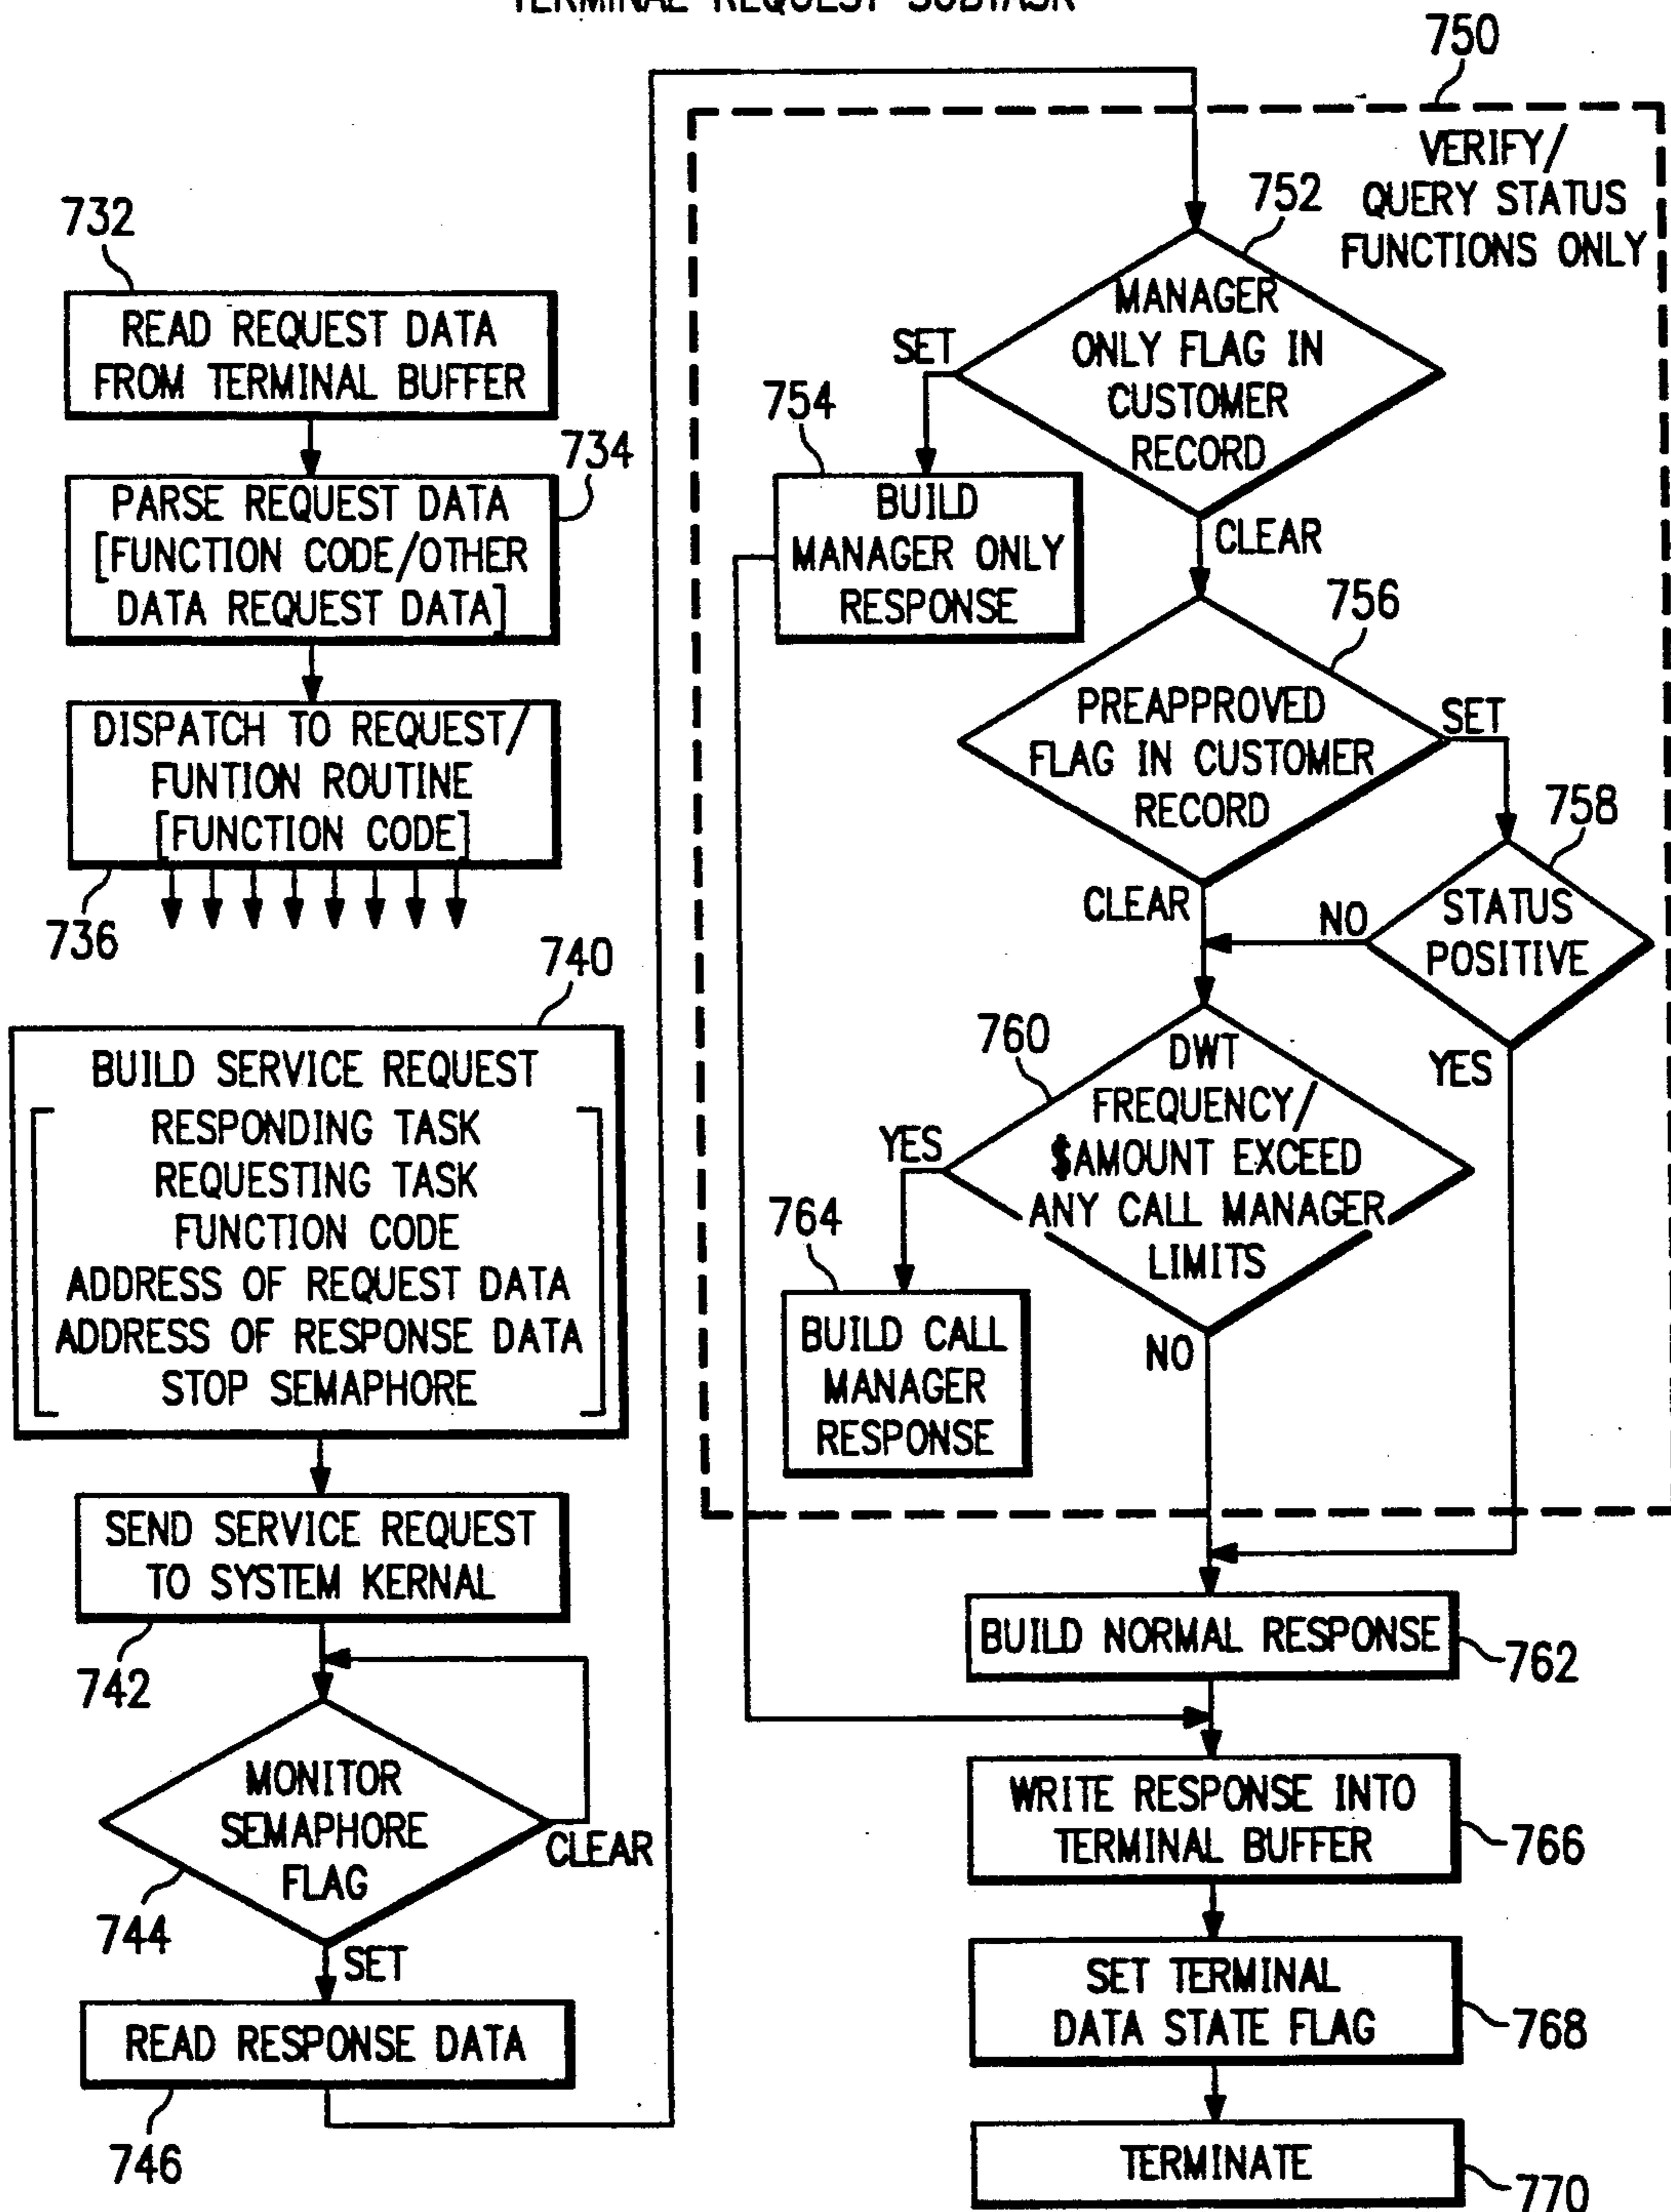 TERMINAL REQUEST SUBTASK
732
READ REQUEST DATA
FROM TERMINAL BUFFER
734
PARSE REQUEST DATA
[FUNCTION CODE/OTHER
DATA REQUEST DATA]
DISPATCH TO REQUEST/
FUNTION ROUTINE
[FUNCTION CODE]
736
740
BUILD SERVICE REQUEST
RESPONDING TASK
REQUESTING TASK
FUNCTION CODE
ADDRESS OF REQUEST DATA
ADDRESS OF RESPONSE DATA
STOP SEMAPHORE
SEND SERVICE REQUEST
TO SYSTEM KERNAL
742
MONITOR
SEMAPHORE
FLAG
CLEAR
744
SET
READ RESPONSE DATA
746
750
VERIFY/
QUERY STATUS
FUNCTIONS ONLY
752
MANAGER
ONLY FLAG IN
CUSTOMER
RECORD
SET
754
BUILD
MANAGER ONLY
RESPONSE
CLEAR
756
PREAPPROVED
FLAG IN CUSTOMER
RECORD
SET
758
STATUS
POSITIVE
CLEAR
NO
YES
760
DWT
FREQUENCY/
$AMOUNT EXCEED
ANY CALL MANAGER
LIMITS
YES
764
BUILD CALL
MANAGER
RESPONSE
NO
BUILD NORMAL RESPONSE
762
WRITE RESPONSE INTO
TERMINAL BUFFER
766
SET TERMINAL
DATA STATE FLAG
768
TERMINATE
770